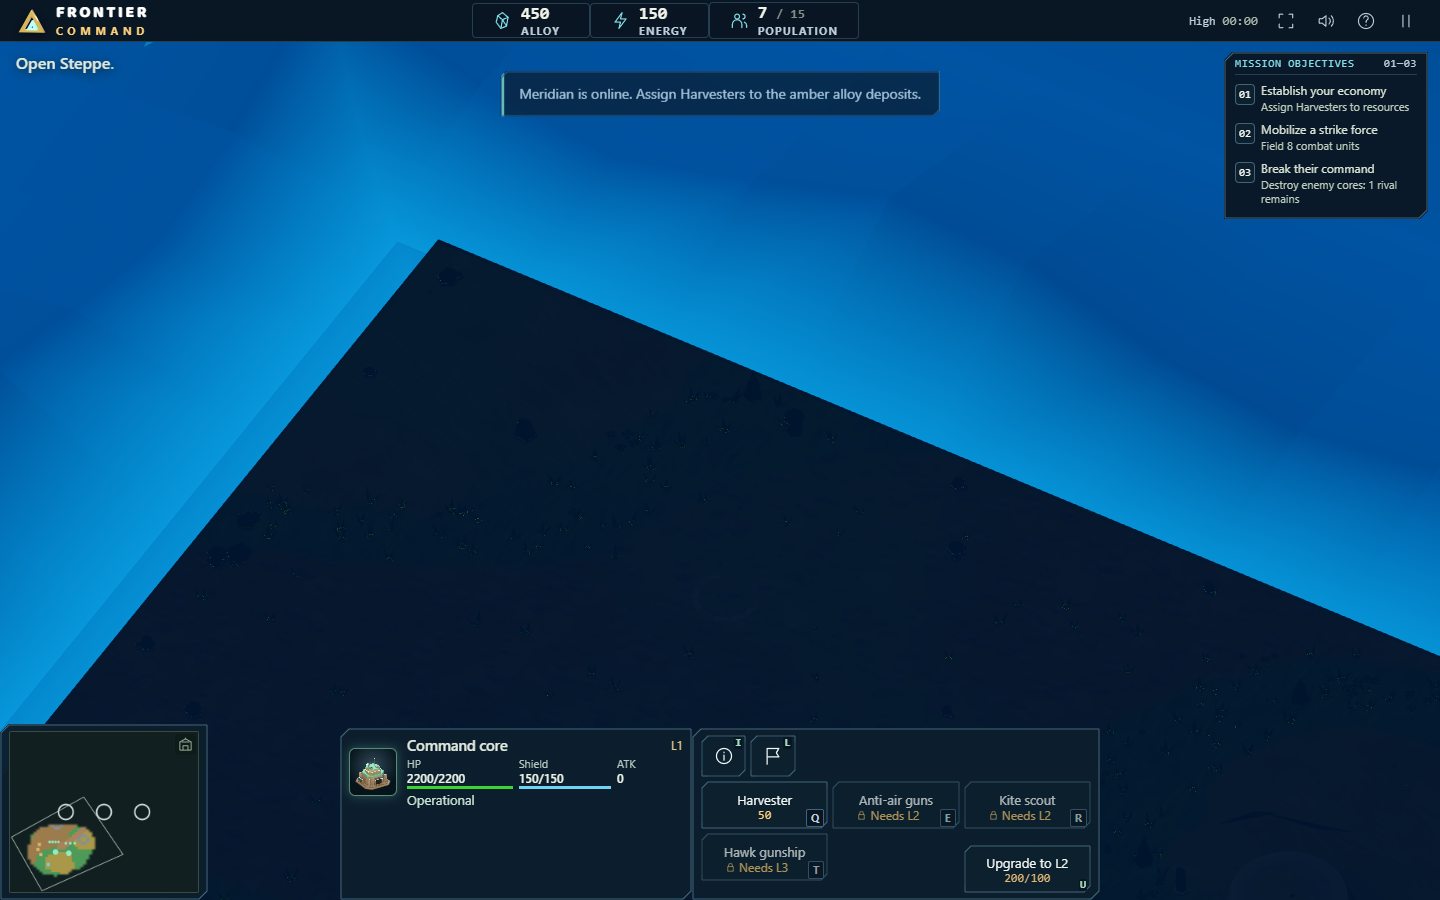 FRONTIER
COMMAND
450
ALLOY
150
ENERGY
7 / 15
POPULATION
High 00:00
Open Steppe.
Meridian is online. Assign Harvesters to the amber alloy deposits.
MISSION OBJECTIVES 01—03
01 Establish your economy
Assign Harvesters to resources
02 Mobilize a strike force
Field 8 combat units
03 Break their command
Destroy enemy cores: 1 rival
remains
Command core L1
HP Shield ATK
2200/2200 150/150 0
Operational
I L
Harvester
50 Q
Anti-air guns
Needs L2 E
Kite scout
Needs L2 R
Hawk gunship
Needs L3 T
Upgrade to L2
200/100 U